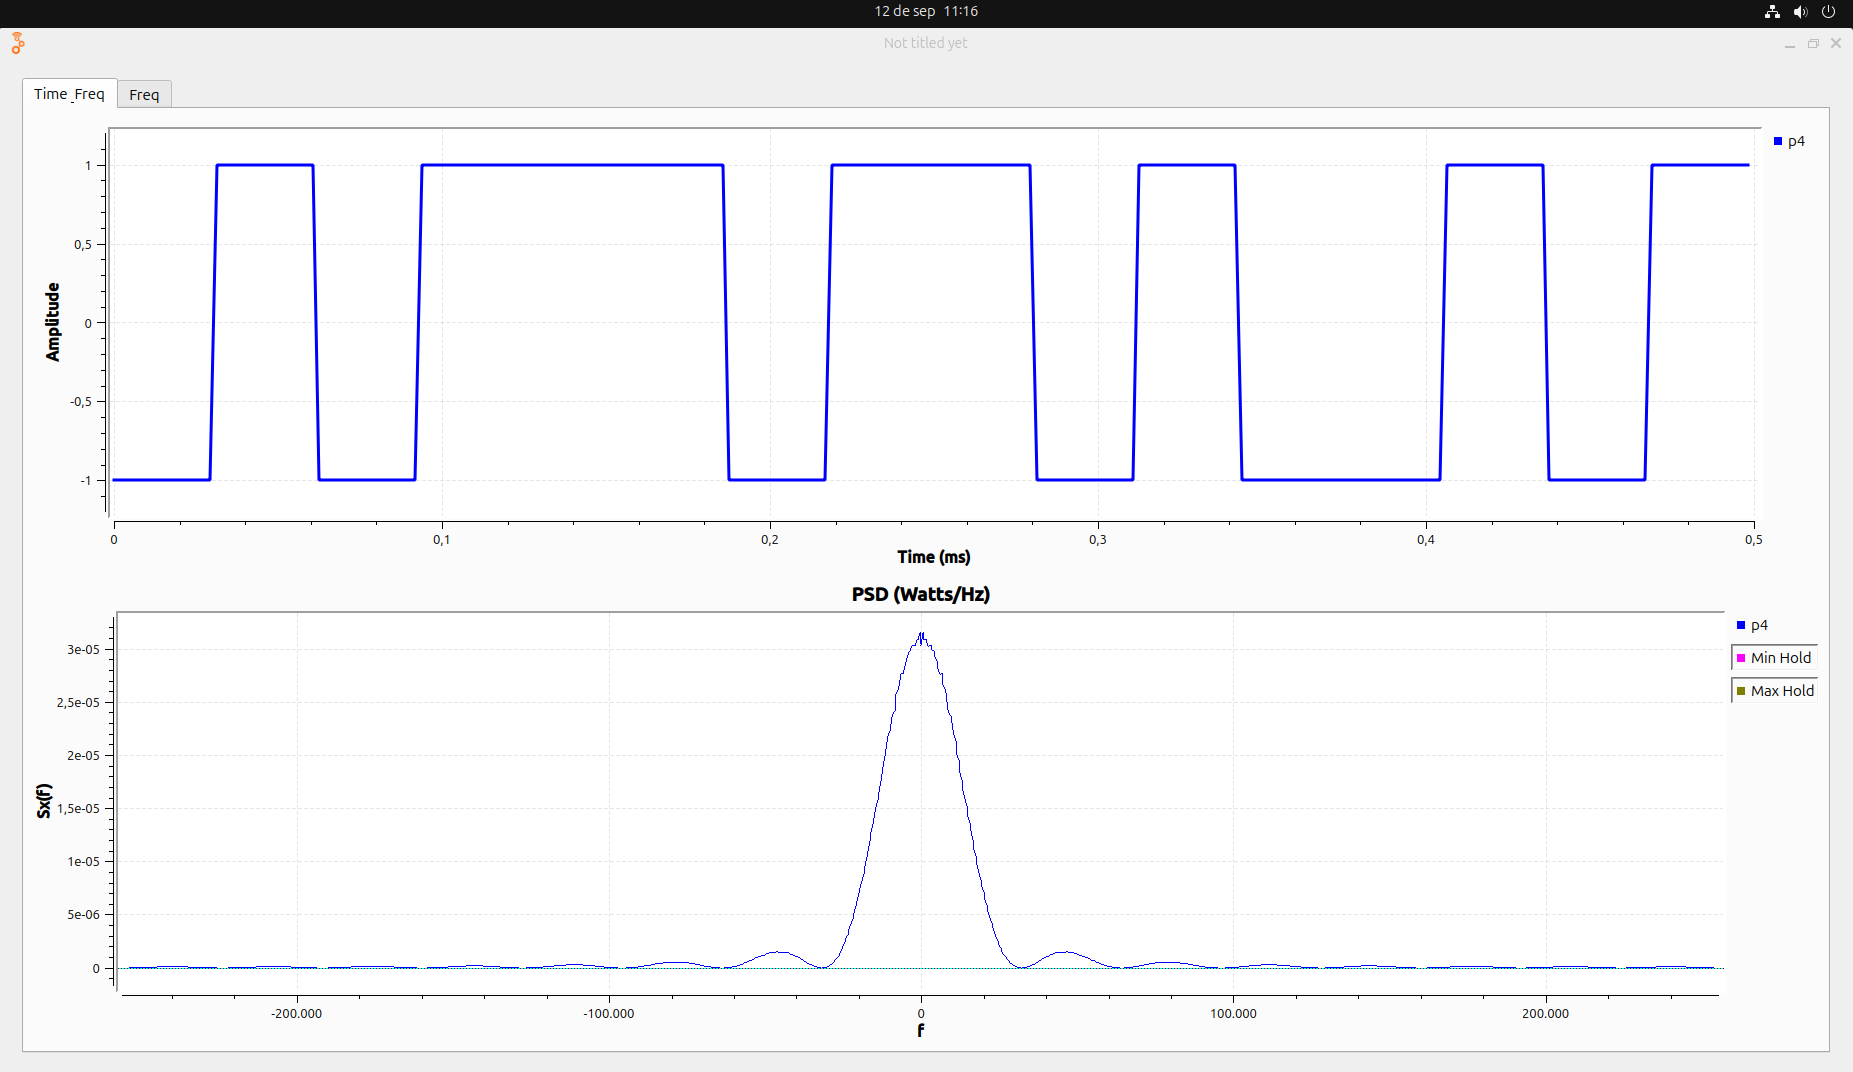 12 de sep 11:16
Not titled yet
Time _Freq
Freq
p4
1
0,5
0
-0,5
-1
Amplitude
0
0,1
0,2
0,3
0,4
0,5
Time (ms)
PSD (Watts/Hz)
p4
Min Hold
Max Hold
3e-05
2,5e-05
2e-05
1,5e-05
1e-05
5e-06
0
Sx(f)
-200.000
-100.000
0
100.000
200.000
f